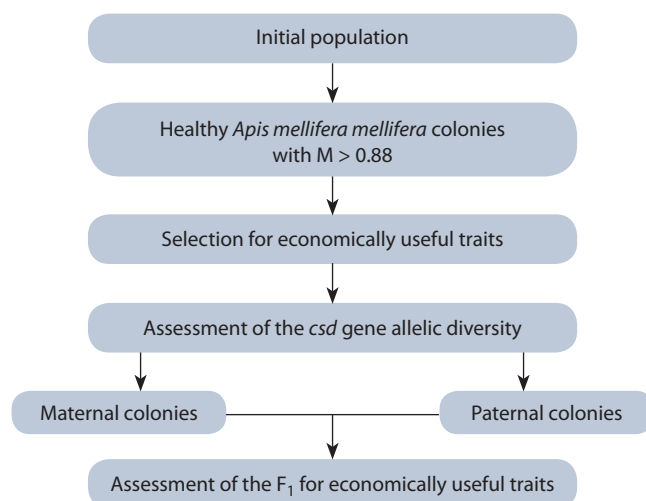 Initial population
Healthy Apis mellifera mellifera colonies
with M > 0.88
Selection for economically useful traits
Assessment of the csd gene allelic diversity
Maternal colonies
Paternal colonies
Assessment of the F₁ for economically useful traits